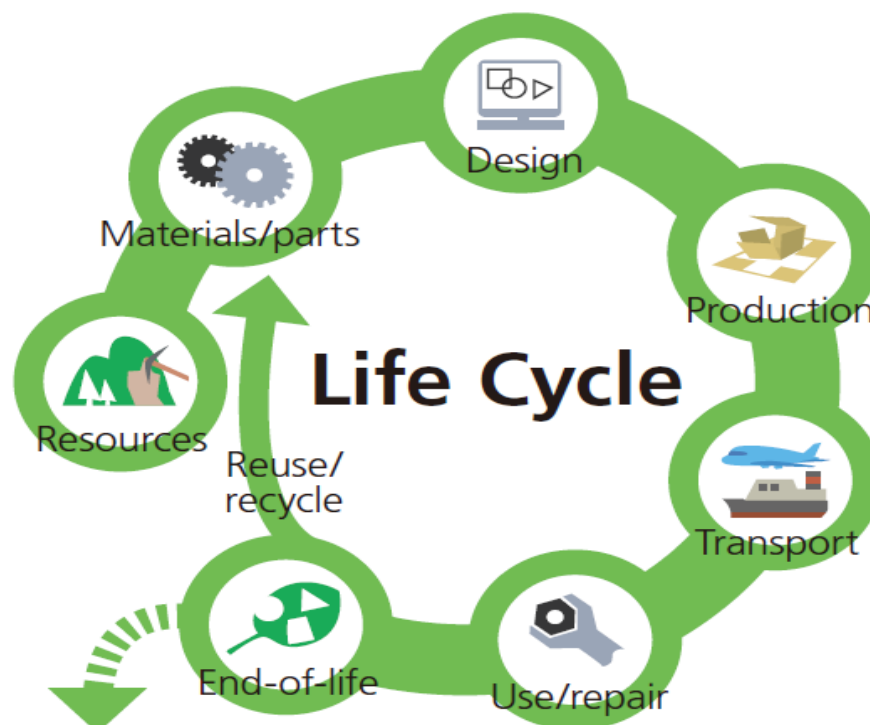 Design
Materials/parts
Production
Life Cycle
Resources
Reuse/
recycle
Transport
End-of-life
Use/repair